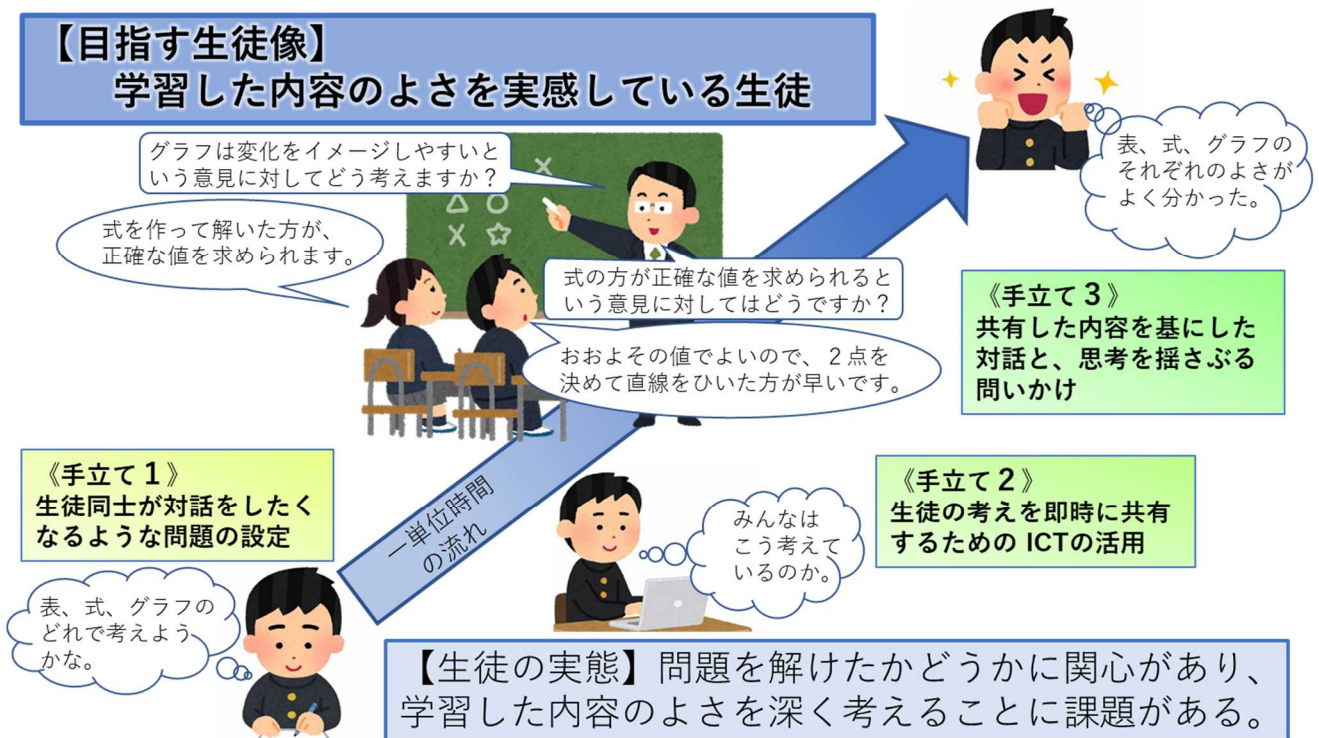 【目指す生徒像】
学習した内容のよさを実感している生徒
グラフは変化をイメージしやすいと
いう意見に対してどう考えますか？
式を作って解いた方が、
正確な値を求められます。
式の方が正確な値を求められると
いう意見に対してはどうですか？
おおよその値でよいので、２点を
決めて直線をひいた方が早いです。
表、式、グラフの
それぞれのよさが
よく分かった。
《手立て３》
共有した内容を基にした
対話と、思考を揺さぶる
問いかけ
《手立て１》
生徒同士が対話をしたく
なるような問題の設定
表、式、グラフの
どれで考えよう
かな。
一単位時間
の流れ
みんなは
こう考えて
いるのか。
《手立て２》
生徒の考えを即時に共有
するための ICTの活用
【生徒の実態】問題を解けたかどうかに関心があり、
学習した内容のよさを深く考えることに課題がある。